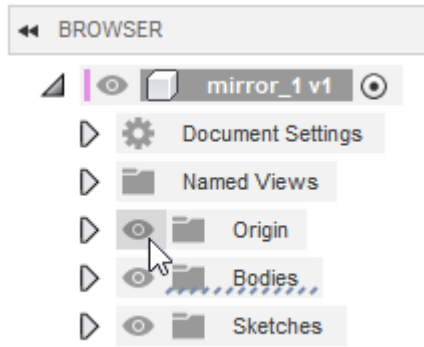 BROWSER
mirror_1 v1
Document Settings
Named Views
Origin
Bodies
Sketches